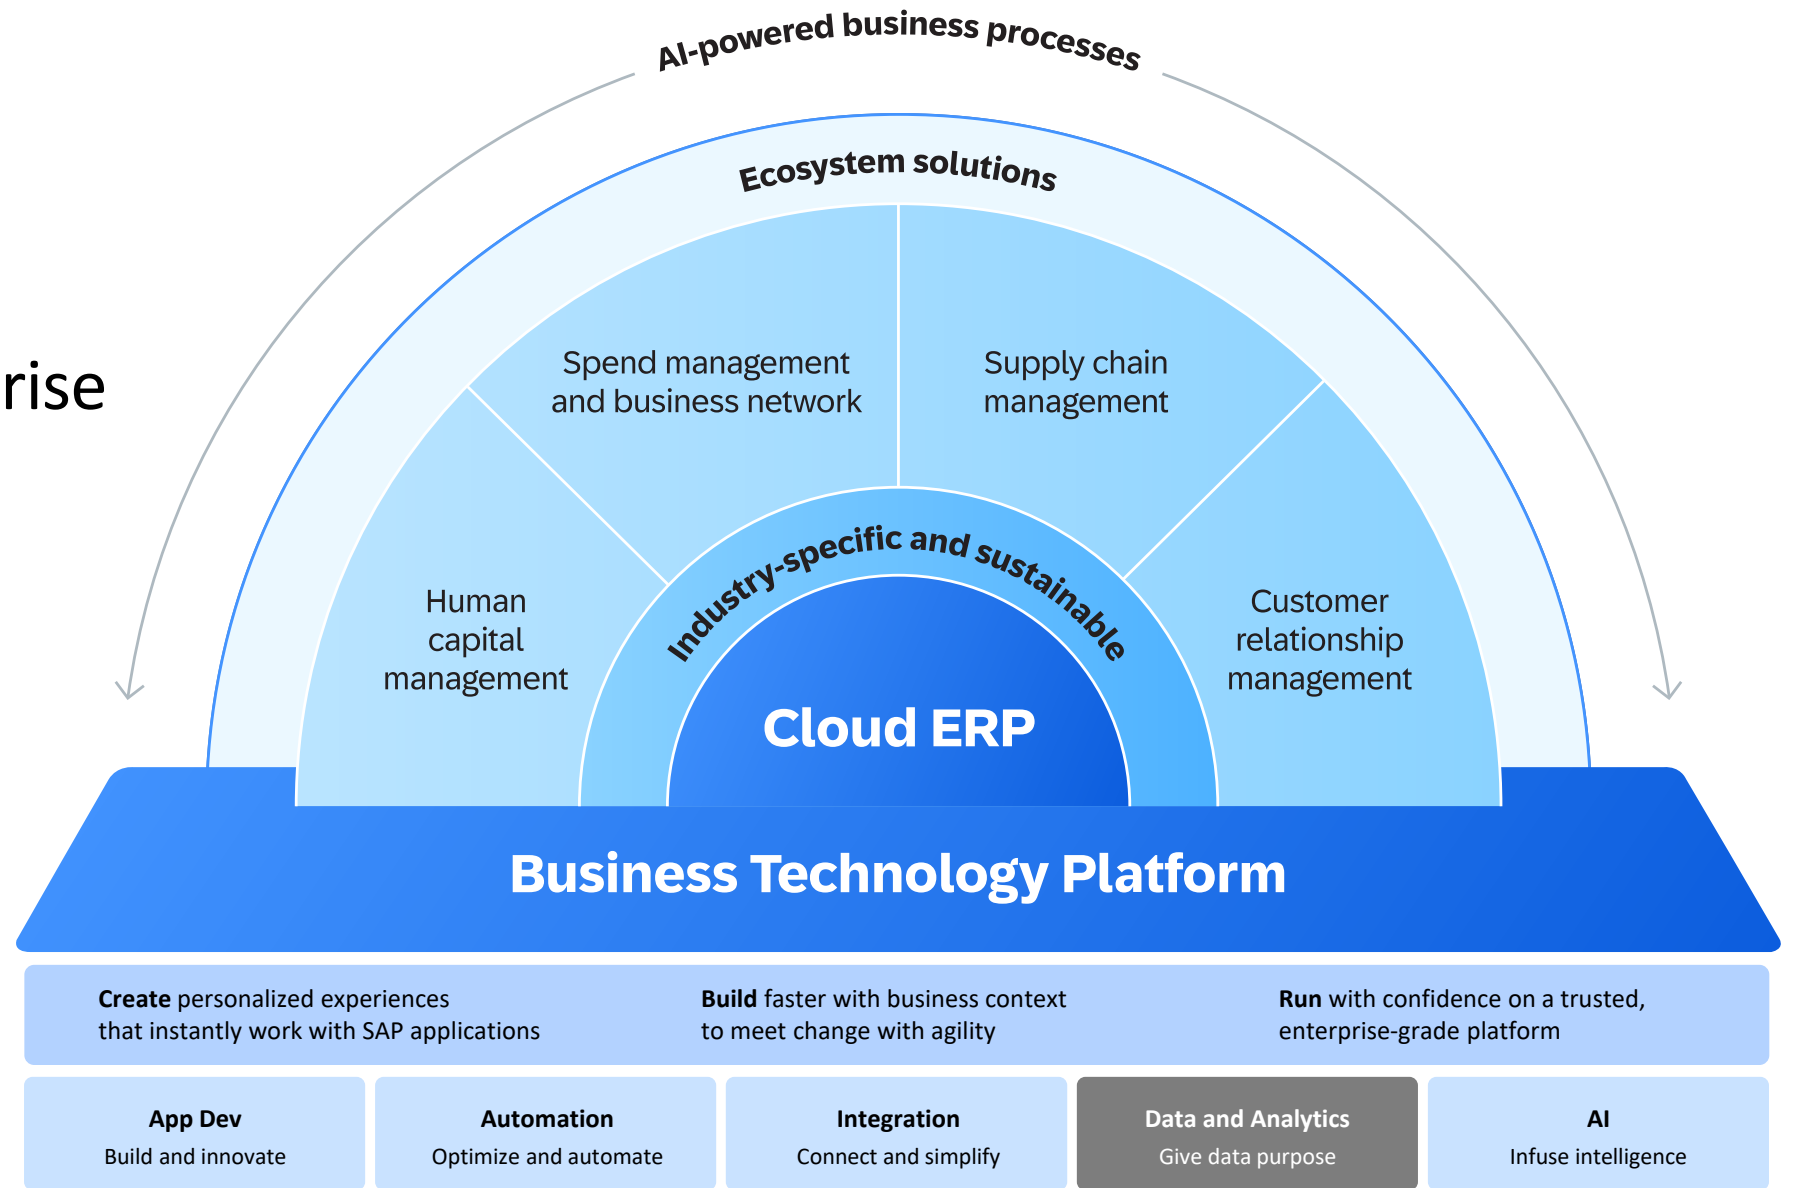 AI-powered business processes
Ecosystem solutions
rise
Spend management
and business network
Supply chain
management
Industry-specific and sustainable
Human
capital
management
Customer
relationship
management
Cloud ERP
Business Technology Platform
Create personalized experiences
that instantly work with SAP applications
Build faster with business context
to meet change with agility
Run with confidence on a trusted,
enterprise-grade platform
App Dev
Build and innovate
Automation
Optimize and automate
Integration
Connect and simplify
Data and Analytics
Give data purpose
AI
Infuse intelligence